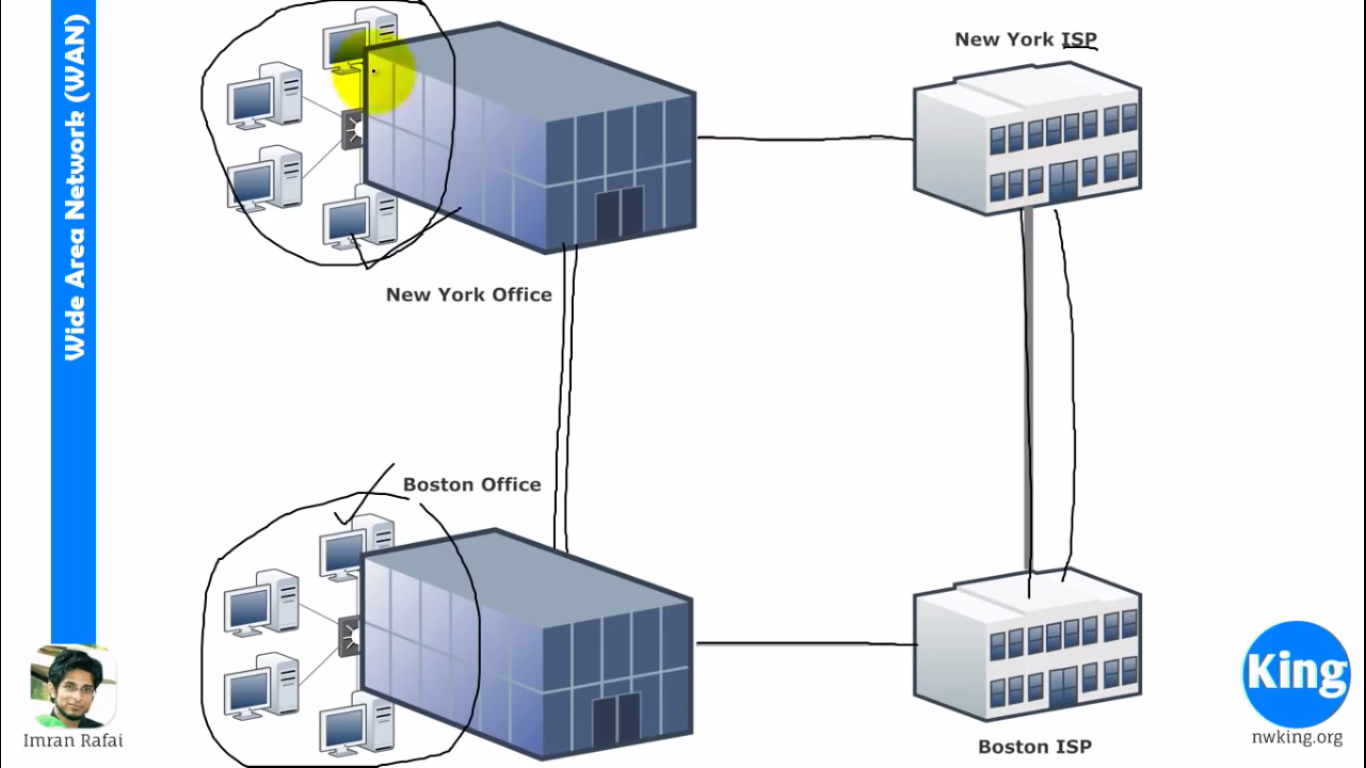 Wide Area Network (WAN)
New York ISP
New York Office
Boston Office
Boston ISP
Imran Rafai
King
nwking.org